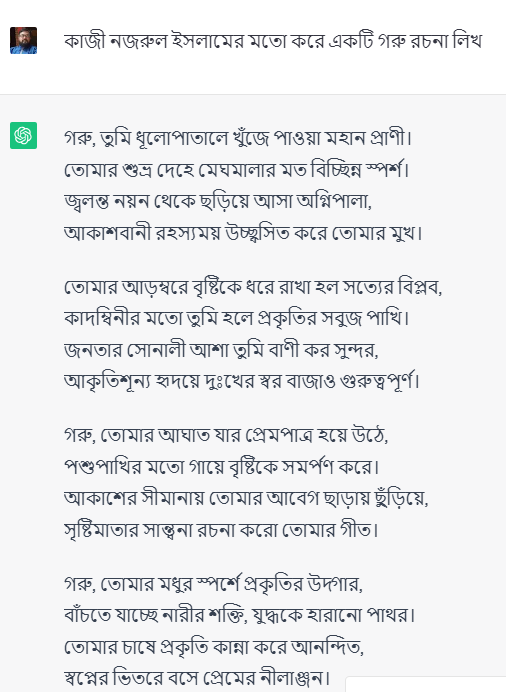 কাজী নজরুল ইসলামের মতো করে একটি গরু রচনা লিখ
গরু, তুমি ধূলোপাতালে খুঁজে পাওয়া মহান প্রাণী।
তোমার শুভ্র দেহে মেঘমালার মত বিচ্ছিন্ন স্পর্শ।
জ্বলন্ত নয়ন থেকে ছড়িয়ে আসা অগ্নিপালা,
আকাশবানী রহস্যময় উচ্ছ্বসিত করে তোমার মুখ।
তোমার আড়ম্বরে বৃষ্টিকে ধরে রাখা হল সত্যের বিপ্লব,
কাদম্বিনীর মতো তুমি হলে প্রকৃতির সবুজ পাখি।
জনতার সোনালী আশা তুমি বাণী কর সুন্দর,
আকৃতিশূন্য হৃদয়ে দুঃখের স্বর বাজাও গুরুত্বপূর্ণ।
গরু, তোমার আঘাত যার প্রেমপাত্র হয়ে উঠে,
পশুপাখির মতো গায়ে বৃষ্টিকে সমর্পণ করে।
আকাশের সীমানায় তোমার আবেগ ছাড়ায় ছুঁড়িয়ে,
সৃষ্টিমাতার সান্ত্বনা রচনা করো তোমার গীত।
গরু, তোমার মধুর স্পর্শে প্রকৃতির উদ্গার,
বাঁচতে যাচ্ছে নারীর শক্তি, যুদ্ধকে হারানো পাথর।
তোমার চাষে প্রকৃতি কান্না করে আনন্দিত,
স্বপ্নের ভিতরে বসে প্রেমের নীলাঞ্জন।